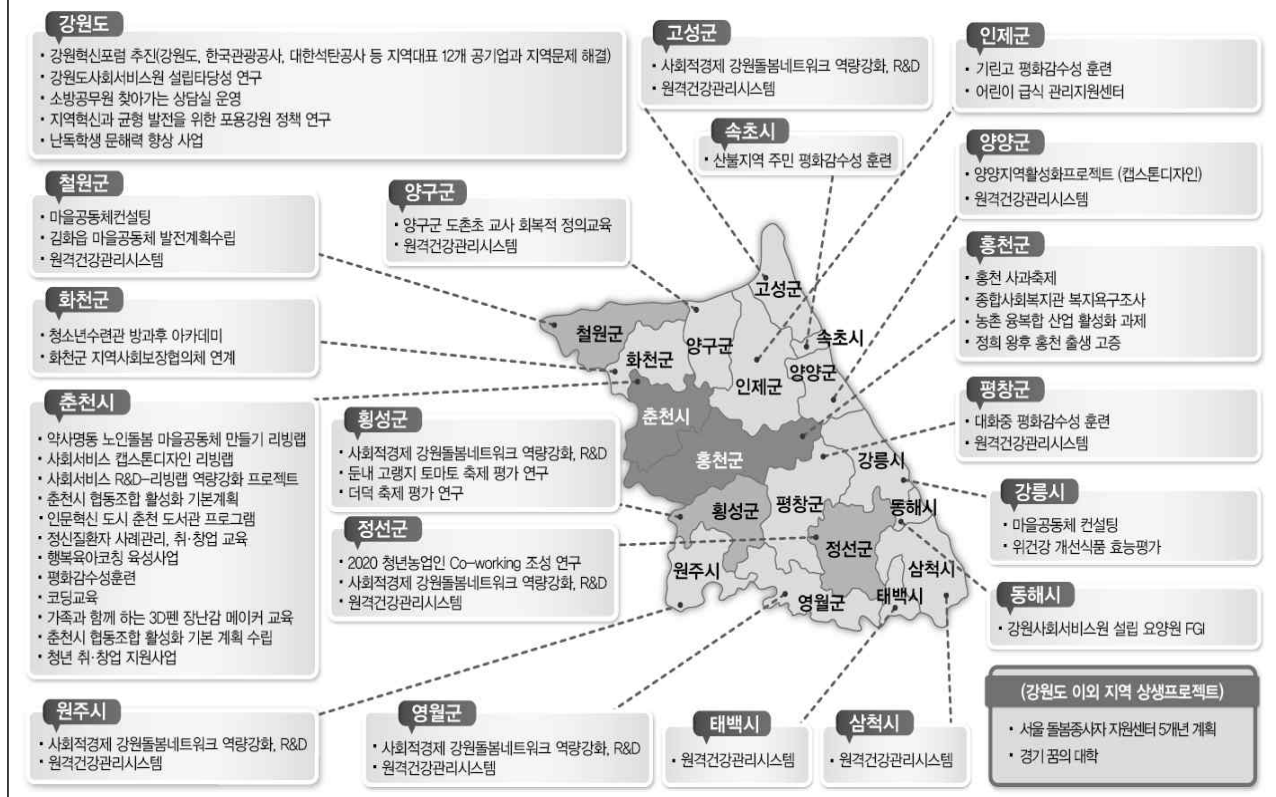 강원도
• 강원혁신포럼 추진(강원도, 한국관광공사, 대한석탄공사 등 지역대표 12개 공기업과 지역문제 해결)
• 강원도사회서비스원 설립타당성 연구
• 소방공무원 찾아가는 상담실 운영
• 지역혁신과 균형 발전을 위한 포용강원 정책 연구
• 난독학생 문해력 향상 사업
고성군
• 사회적경제 강원돌봄네트워크 역량강화, R&D
• 원격건강관리시스템
인제군
• 기린고 평화감수성 훈련
• 어린이 급식 관리지원센터
속초시
• 산불지역 주민 평화감수성 훈련
양양군
• 양양지역활성화프로젝트 (캡스톤디자인)
• 원격건강관리시스템
철원군
• 마을공동체컨설팅
• 김화읍 마을공동체 발전계획수립
• 원격건강관리시스템
양구군
• 양구군 도촌초 교사 회복적 정의교육
• 원격건강관리시스템
홍천군
• 홍천 사과축제
• 종합사회복지관 복지욕구조사
• 농촌 융복합 산업 활성화 과제
• 정희 왕후 홍천 출생 고증
화천군
• 청소년수련관 방과후 아카데미
• 화천군 지역사회보장협의체 연계
춘천시
• 약사명동 노인돌봄 마을공동체 만들기 리빙랩
• 사회서비스 캡스톤디자인 리빙랩
• 사회서비스 R&D-리빙랩 역량강화 프로젝트
• 춘천시 협동조합 활성화 기본계획
• 인문혁신 도시 춘천 도서관 프로그램
• 정신질환자 사례관리, 취·창업 교육
• 행복육아코칭 육성사업
• 평화감수성훈련
• 코딩교육
• 가족과 함께 하는 3D펜 장난감 메이커 교육
• 춘천시 협동조합 활성화 기본 계획 수립
• 청년 취·창업 지원사업
횡성군
• 사회적경제 강원돌봄네트워크 역량강화, R&D
• 둔내 고랭지 토마토 축제 평가 연구
• 더덕 축제 평가 연구
정선군
• 2020 청년농업인 Co-working 조성 연구
• 사회적경제 강원돌봄네트워크 역량강화, R&D
• 원격건강관리시스템
고성군
철원군
속초시
양구군
화천군
양양군
인제군
춘천시
홍천군
강릉시
평창군
횡성군
동해시
정선군
원주시
삼척시
영월군
태백시
평창군
• 대화중 평화감수성 훈련
• 원격건강관리시스템
강릉시
• 마을공동체 컨설팅
• 위건강 개선식품 효능평가
동해시
• 강원사회서비스원 설립 요양원 FGI
원주시
• 사회적경제 강원돌봄네트워크 역량강화, R&D
• 원격건강관리시스템
영월군
• 사회적경제 강원돌봄네트워크 역량강화, R&D
• 원격건강관리시스템
태백시
• 원격건강관리시스템
삼척시
• 원격건강관리시스템
(강원도 이외 지역 상생프로젝트)
• 서울 돌봄종사자 지원센터 5개년 계획
• 경기 꿈의 대학